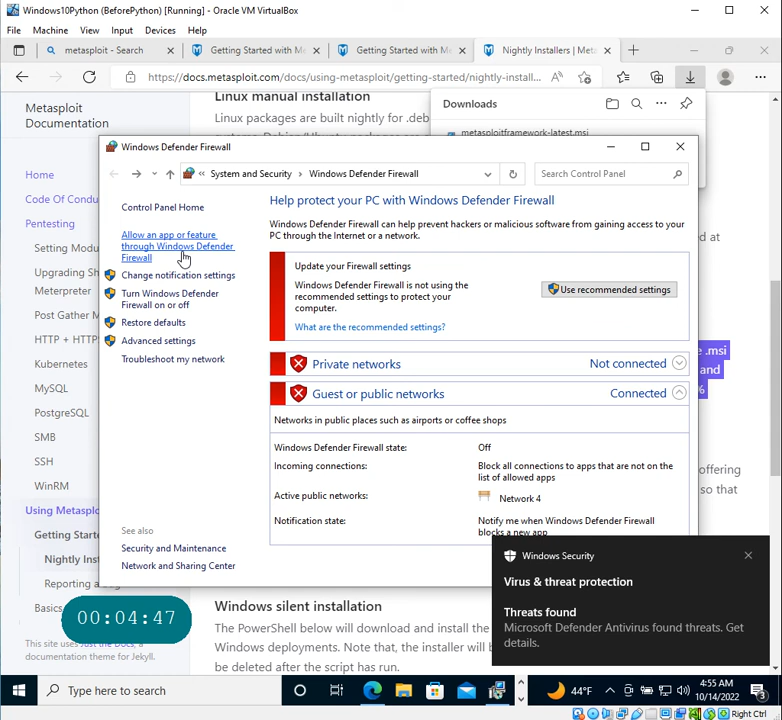 Windows10Python (BeforePython) [Running] - Oracle VM VirtualBox
File Machine View Input Devices Help
metasploit - Search
Getting Started with Me
Getting Started with Me
Nightly Installers | Meta
https://docs.metasploit.com/docs/using-metasploit/getting-started/nightly-install...
Metasploit
Documentation
Home
Code Of Conduc
Pentesting
Setting Modu
Upgrading Sh
Meterpreter
Post Gather M
HTTP + HTTP
Kubernetes
MySQL
PostgreSQL
SMB
SSH
WinRM
Using Metasplo
Getting Starte
Nightly Inst
Reporting a
Basic
This site uses Just the Docs, a
documentation theme for Jekyll.
Linux manual installation
Linux packages are built nightly for .deb
Downloads
metasploitframework-latest.msi
d at
e .msi
and
%
offering
so that
Windows Defender Firewall
System and Security
Windows Defender Firewall
Search Control Panel
Control Panel Home
Allow an app or feature
through Windows Defender
Firewall
Change notification settings
Turn Windows Defender
Firewall on or off
Restore defaults
Advanced settings
Troubleshoot my network
See also
Security and Maintenance
Network and Sharing Center
Help protect your PC with Windows Defender Firewall
Windows Defender Firewall can help prevent hackers or malicious software from gaining access to your
PC through the Internet or a network.
Update your Firewall settings
Windows Defender Firewall is not using the
recommended settings to protect your
computer.
What are the recommended settings?
Use recommended settings
Private networks Not connected
Guest or public networks Connected
Networks in public places such as airports or coffee shops
Windows Defender Firewall state: Off
Incoming connections: Block all connections to apps that are not on the
list of allowed apps
Active public networks: Network 4
Notification state: Notify me when Windows Defender Firewall
blocks a new app
Windows Security
Virus & threat protection
Threats found
Microsoft Defender Antivirus found threats. Get
details.
00:04:47
Windows silent installation
The PowerShell below will download and install the
Windows deployments. Note that, the installer will b
be deleted after the script has run.
Type here to search
44°F
4:55 AM
10/14/2022
3
Right Ctrl